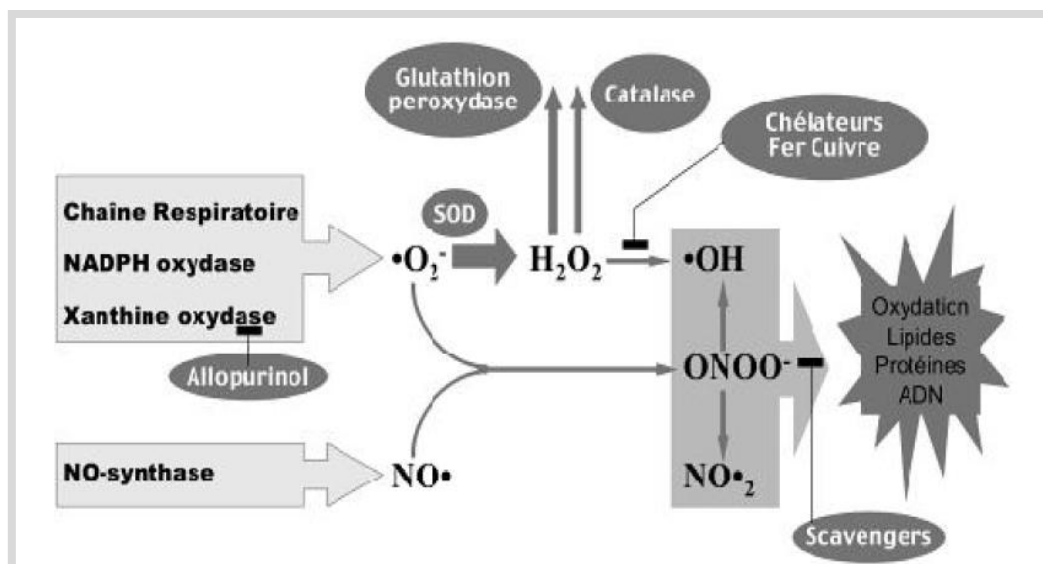 Glutathion
peroxydase
Catalase
Chélateurs
Fer Cuivre
Chaîne Respiratoire
NADPH oxydase
Xanthine oxydase
SOD
•O₂⁻
H₂O₂
•OH
Oxydation
Lipides
Protéines
ADN
Allopurinol
ONOO⁻
NO-synthase
NO•
NO•₂
Scavengers